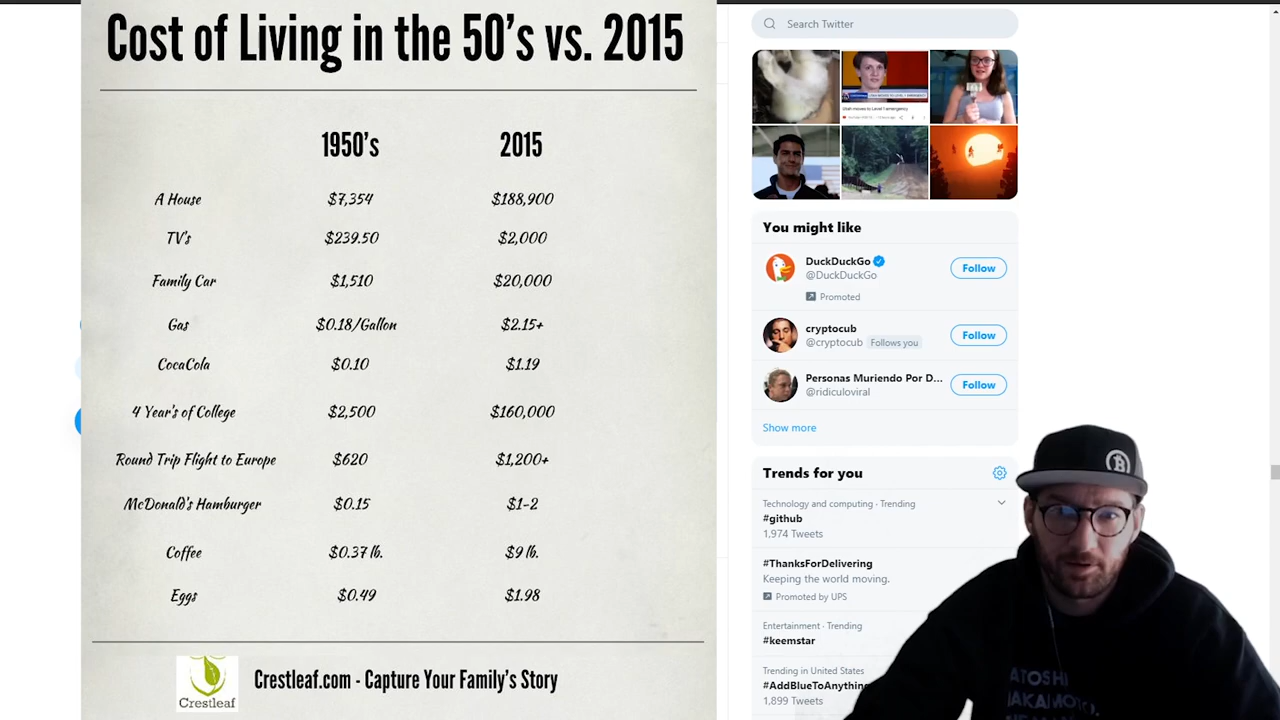 Cost of Living in the 50's vs. 2015
1950's 2015
A House $7,354 $188,900
TV's $239.50 $2,000
Family Car $1,510 $20,000
Gas $0.18/Gallon $2.15+
CocaCola $0.10 $1.19
4 Year's of College $2,500 $160,000
Round Trip Flight to Europe $620 $1,200+
McDonald's Hamburger $0.15 $1-2
Coffee $0.37 lb. $9 lb.
Eggs $0.49 $1.98
Crestleaf
Crestleaf.com - Capture Your Family's Story
Search Twitter
You might like
DuckDuckGo
@DuckDuckGo
Follow
Promoted
cryptocub
@cryptocub Follows you
Follow
Personas Muriendo Por D...
@ridiculoviral
Follow
Show more
Trends for you
Technology and computing · Trending
#github
1,974 Tweets
#ThanksForDelivering
Keeping the world moving.
Promoted by UPS
Entertainment · Trending
#keemstar
Trending in United States
#AddBlueToAnything
1,899 Tweets
ATOSHI
NAKAMOTO